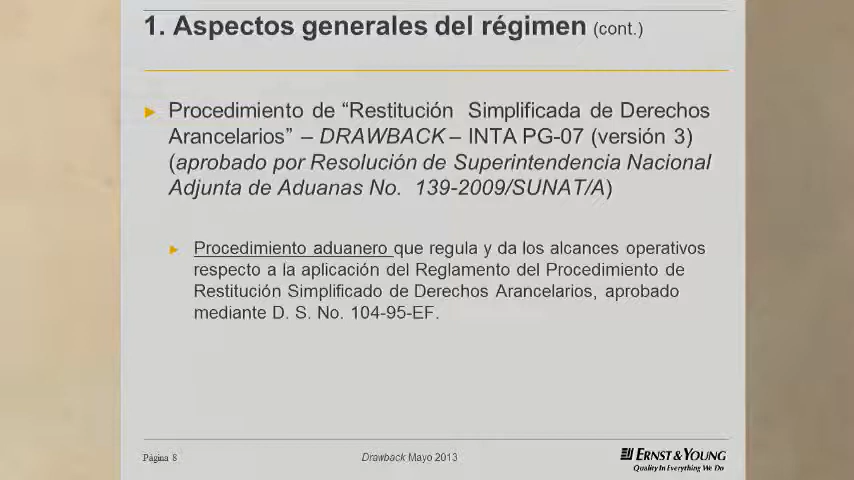 1. Aspectos generales del régimen (cont.)
Procedimiento de “Restitución Simplificada de Derechos
Arancelarios” – DRAWBACK – INTA PG-07 (versión 3)
(aprobado por Resolución de Superintendencia Nacional
Adjunta de Aduanas No. 139-2009/SUNAT/A)
Procedimiento aduanero que regula y da los alcances operativos
respecto a la aplicación del Reglamento del Procedimiento de
Restitución Simplificado de Derechos Arancelarios, aprobado
mediante D. S. No. 104-95-EF.
Página 8
Drawback Mayo 2013
ERNST & YOUNG
Quality In Everything We Do